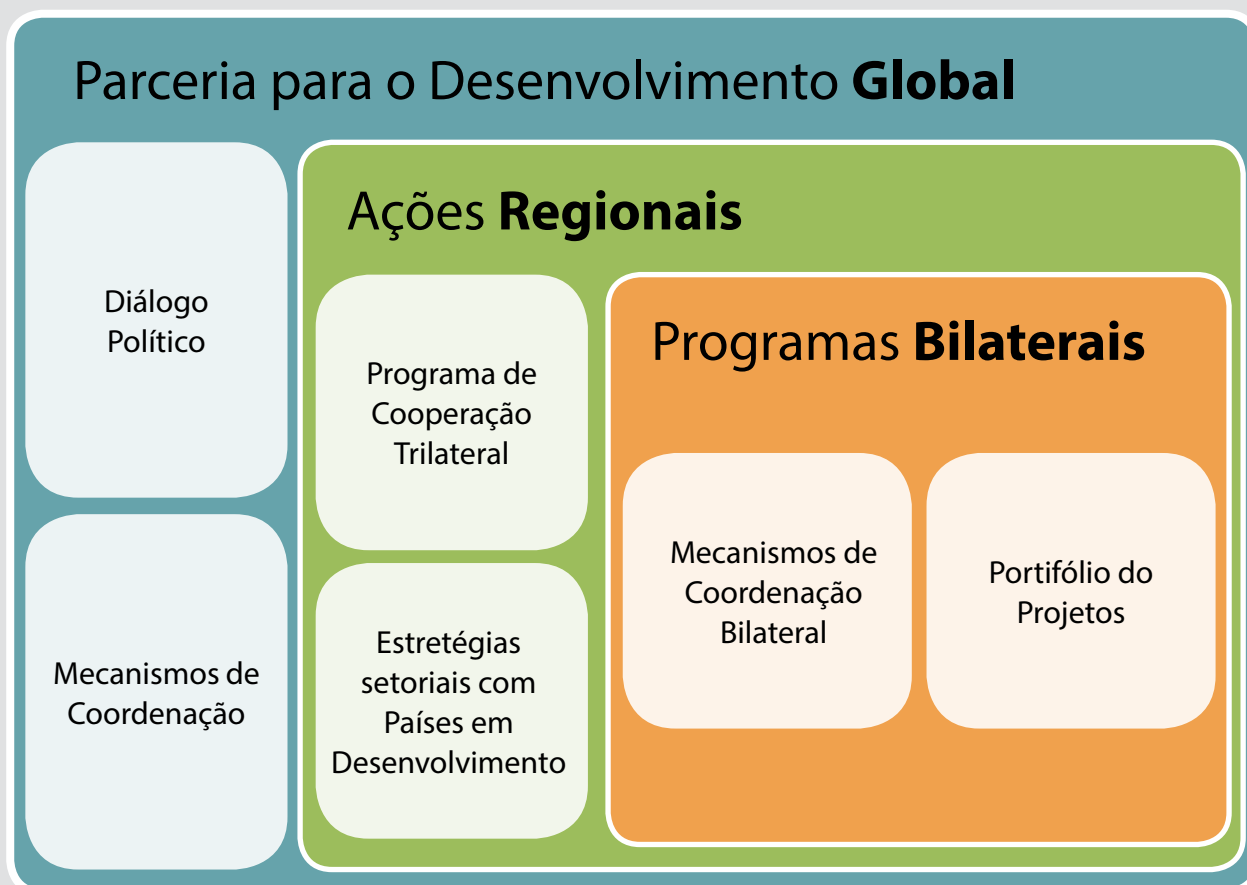 Parceria para o Desenvolvimento Global
Diálogo
Político
Mecanismos de
Coordenação
Ações Regionais
Programa de
Cooperação
Trilateral
Estretégias
setoriais com
Países em
Desenvolvimento
Programas Bilaterais
Mecanismos de
Coordenação
Bilateral
Portifólio do
Projetos